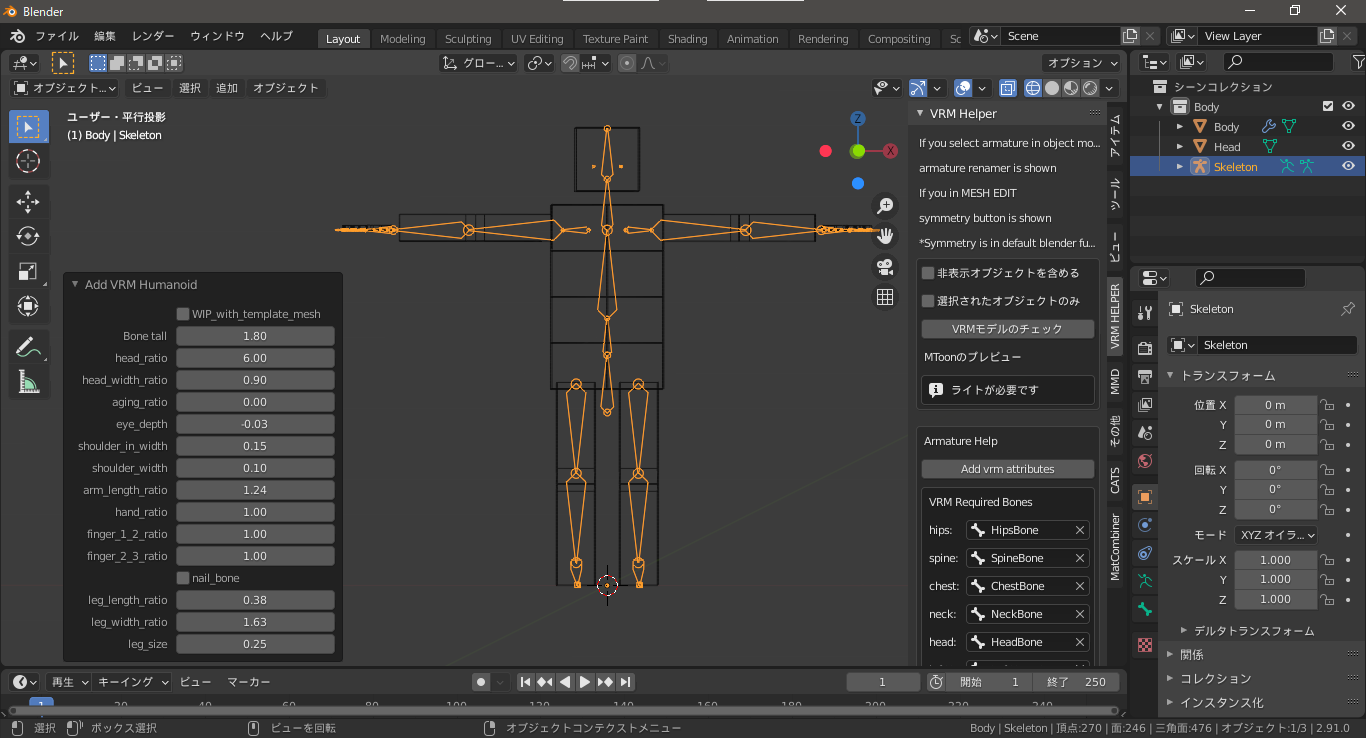 Blender
ファイル 編集 レンダー ウィンドウ ヘルプ Layout Modeling Sculpting UV Editing Texture Paint Shading Animation Rendering Compositing Sc Scene View Layer
グロー... オプション
オブジェクト... ビュー 選択 追加 オブジェクト
ユーザー・平行投影
(1) Body | Skeleton
Add VRM Humanoid
WIP_with_template_mesh
Bone tall 1.80
head_ratio 6.00
head_width_ratio 0.90
aging_ratio 0.00
eye_depth -0.03
shoulder_in_width 0.15
shoulder_width 0.10
arm_length_ratio 1.24
hand_ratio 1.00
finger_1_2_ratio 1.00
finger_2_3_ratio 1.00
nail_bone
leg_length_ratio 0.38
leg_width_ratio 1.63
leg_size 0.25
Z
X
VRM Helper
If you select armature in object mo...
armature renamer is shown
If you in MESH EDIT
symmetry button is shown
*Symmetry is in default blender fu...
非表示オブジェクトを含める
選択されたオブジェクトのみ
VRMモデルのチェック
MToonのプレビュー
ライトが必要です
Armature Help
Add vrm attributes
VRM Required Bones
hips: HipsBone
spine: SpineBone
chest: ChestBone
neck: NeckBone
head: HeadBone
アイテム
ツール
ビュー
VRM HELPER
MMD
その他
CATS
MatCombiner
シーンコレクション
Body
Body
Head
Skeleton
Skeleton
Skeleton
トランスフォーム
位置 X 0 m
Y 0 m
Z 0 m
回転 X 0°
Y 0°
Z 0°
モード XYZ オイラ...
スケール X 1.000
Y 1.000
Z 1.000
デルタトランスフォーム
関係
コレクション
インスタンス化
再生 キーイング ビュー マーカー 1 開始 1 終了 250
1 20 40 60 80 100 120 140 160 180 200 220 240
選択 ボックス選択 ビューを回転 オブジェクトコンテクストメニュー Body | Skeleton | 頂点:270 | 面:246 | 三角面:476 | オブジェクト:1/3 | 2.91.0